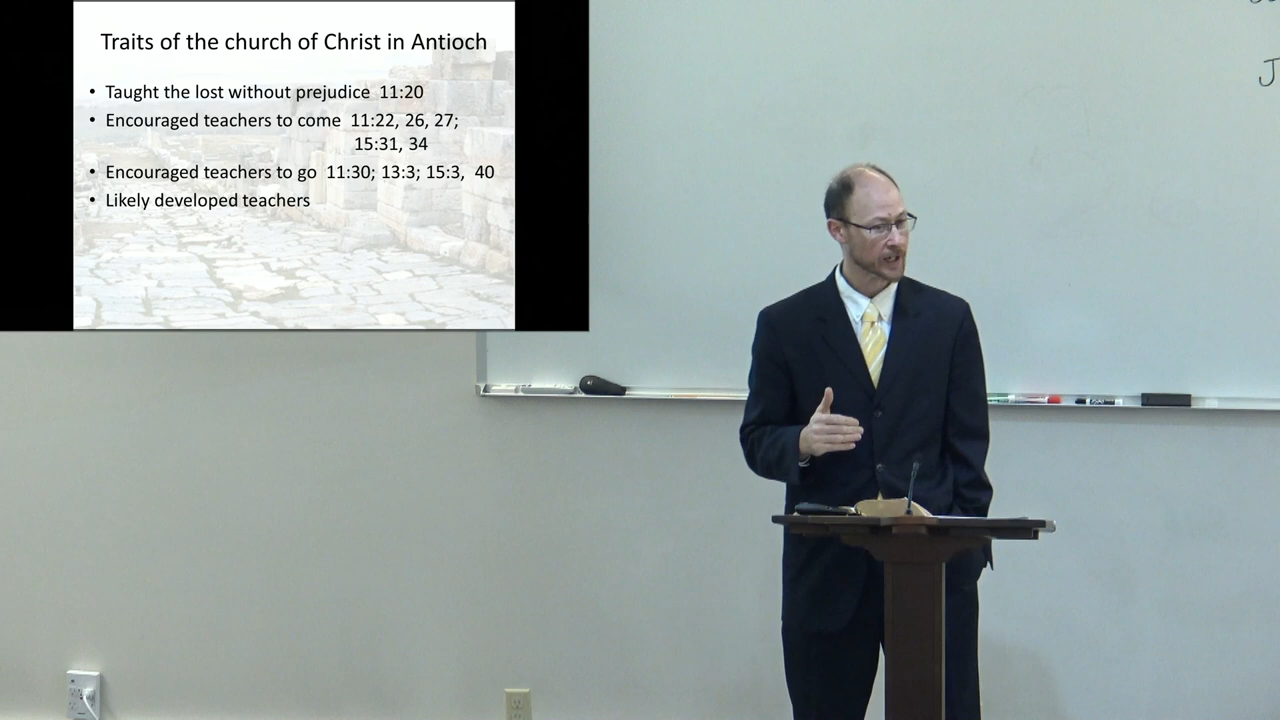 Traits of the church of Christ in Antioch
• Taught the lost without prejudice 11:20
• Encouraged teachers to come 11:22, 26, 27;
15:31, 34
• Encouraged teachers to go 11:30; 13:3; 15:3, 40
• Likely developed teachers
J